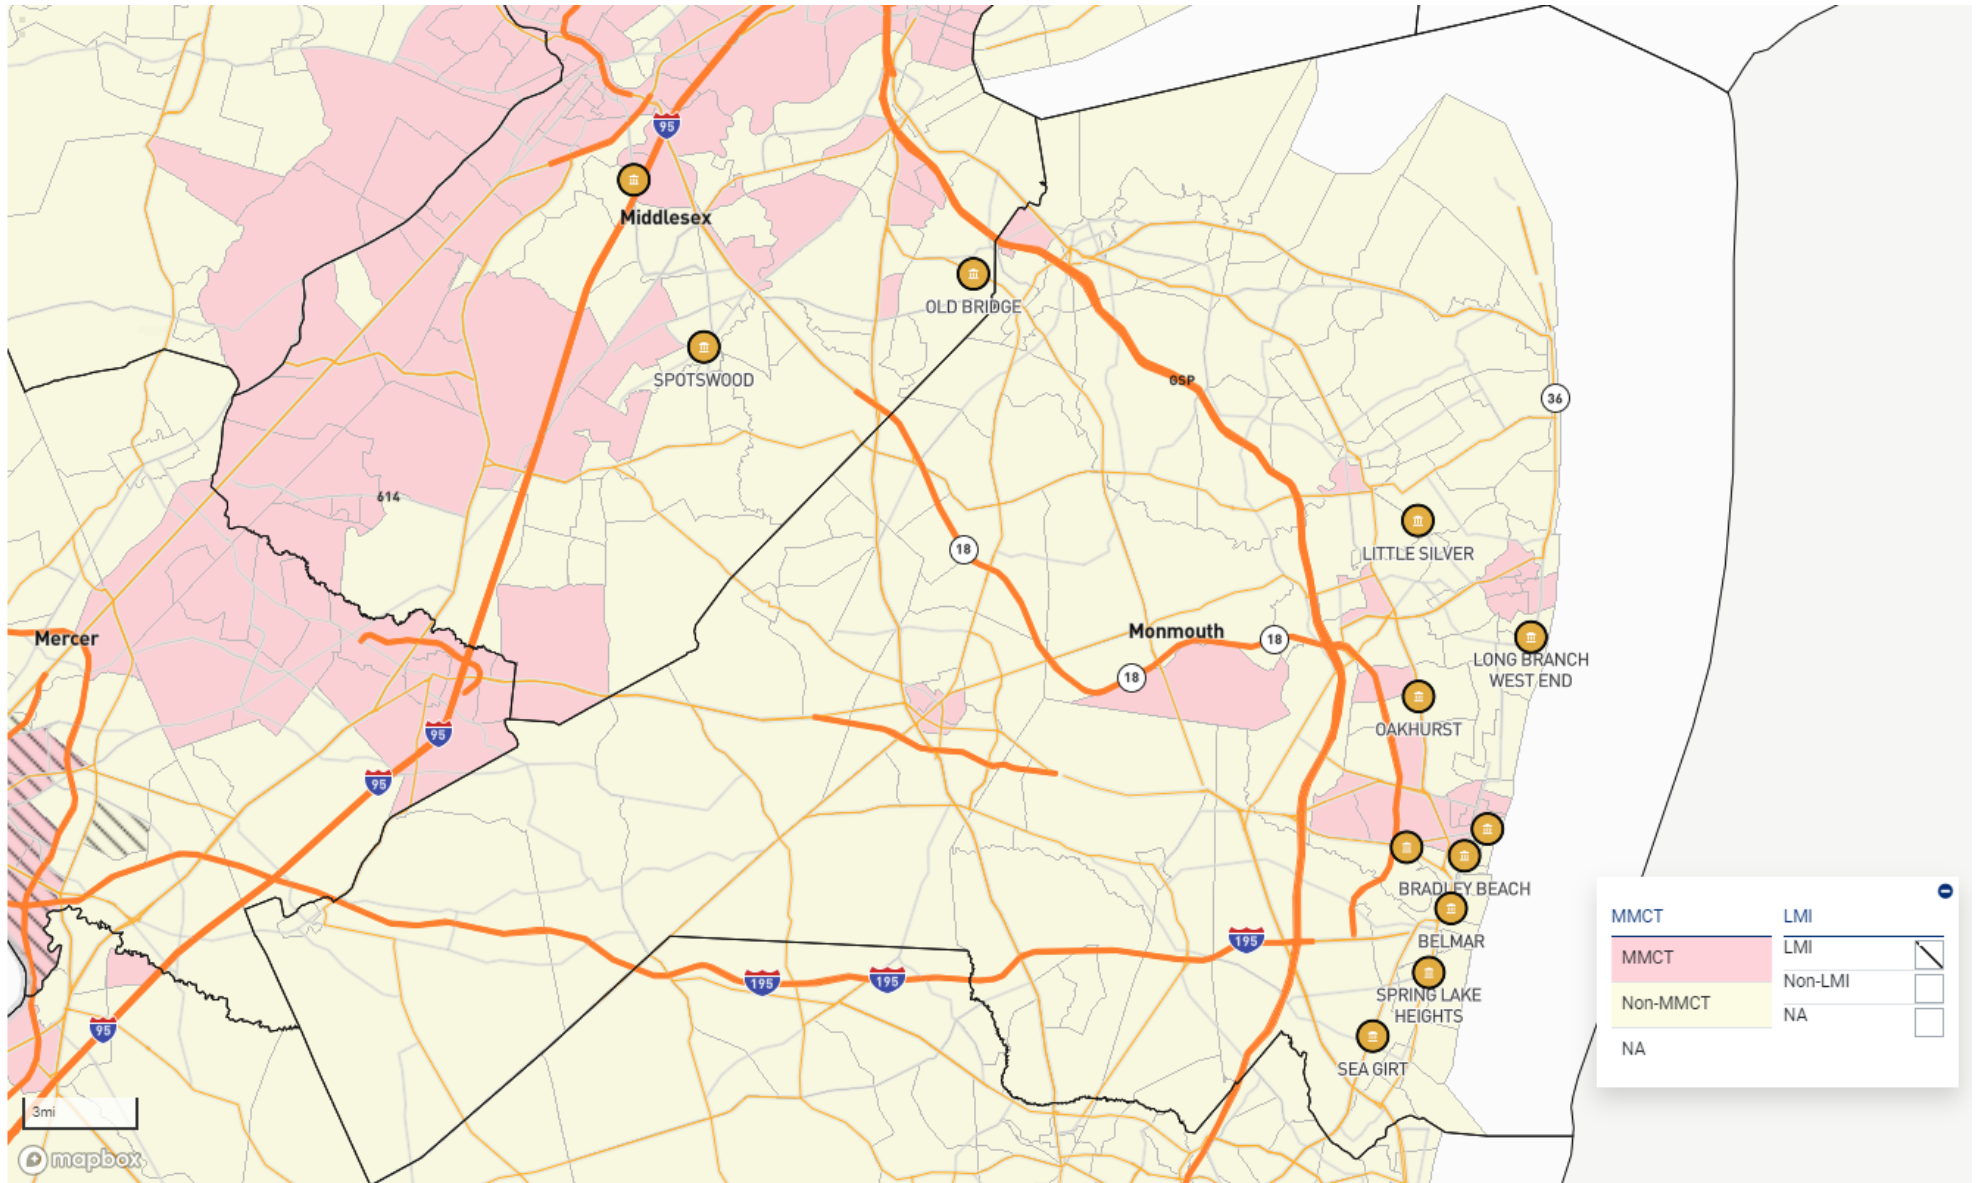 95
Middlesex
OLD BRIDGE
SPOTSWOOD
GSP
36
614
LITTLE SILVER
18
Mercer
Monmouth
18
18
LONG BRANCH
WEST END
OAKHURST
95
95
BRADLEY BEACH
BELMAR
195
195
195
SPRING LAKE
HEIGHTS
95
SEA GIRT
MMCT
MMCT
Non-MMCT
NA
LMI
LMI
Non-LMI
NA
3mi
mapbox